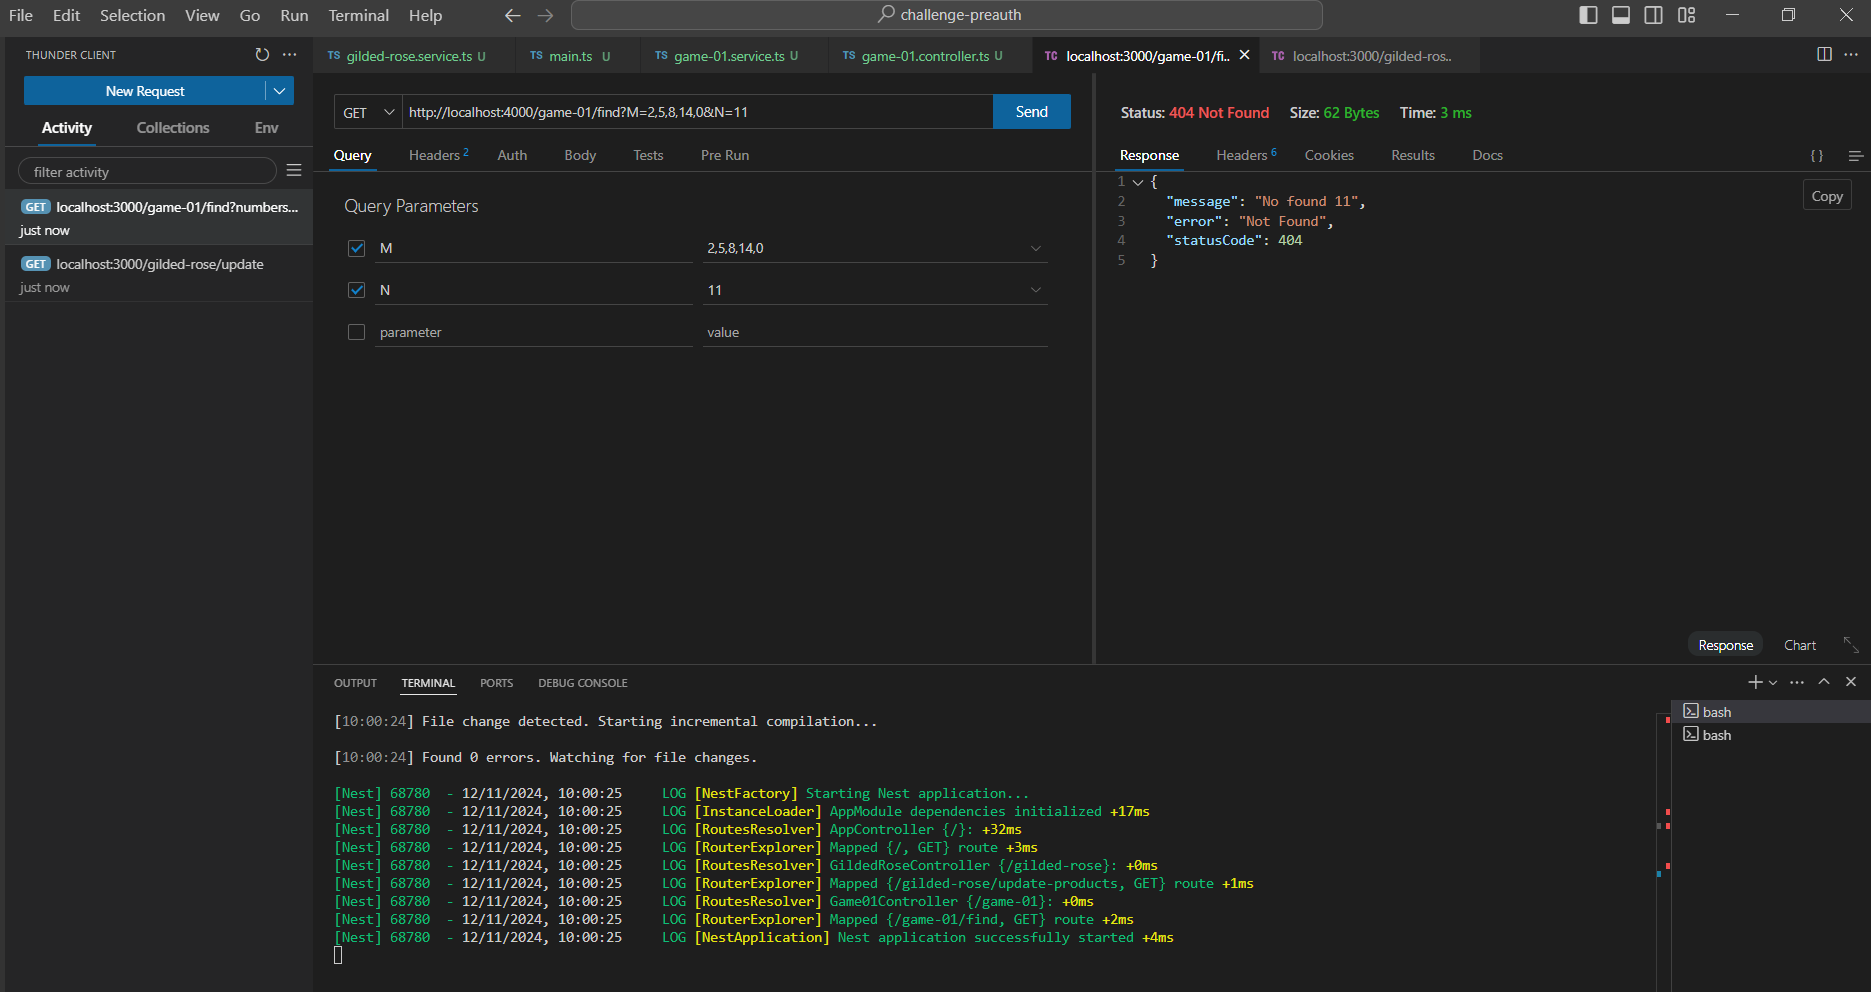 File Edit Selection View Go Run Terminal Help challenge-preauth
THUNDER CLIENT
New Request
Activity Collections Env
filter activity
GET localhost:3000/game-01/find?numbers...
just now
GET localhost:3000/gilded-rose/update
just now
TS gilded-rose.service.ts U TS main.ts U TS game-01.service.ts U TS game-01.controller.ts U TC localhost:3000/game-01/fi.. TC localhost:3000/gilded-ros..
GET http://localhost:4000/game-01/find?M=2,5,8,14,0&N=11 Send
Query Headers 2 Auth Body Tests Pre Run
Query Parameters
M 2,5,8,14,0
N 11
parameter value
Status: 404 Not Found Size: 62 Bytes Time: 3 ms
Response Headers 6 Cookies Results Docs {}
Copy
1 {
2 "message": "No found 11",
3 "error": "Not Found",
4 "statusCode": 404
5 }
Response Chart
OUTPUT TERMINAL PORTS DEBUG CONSOLE
[10:00:24] File change detected. Starting incremental compilation...
[10:00:24] Found 0 errors. Watching for file changes.
[Nest] 68780 - 12/11/2024, 10:00:25 LOG [NestFactory] Starting Nest application...
[Nest] 68780 - 12/11/2024, 10:00:25 LOG [InstanceLoader] AppModule dependencies initialized +17ms
[Nest] 68780 - 12/11/2024, 10:00:25 LOG [RoutesResolver] AppController {/}: +32ms
[Nest] 68780 - 12/11/2024, 10:00:25 LOG [RouterExplorer] Mapped {/, GET} route +3ms
[Nest] 68780 - 12/11/2024, 10:00:25 LOG [RoutesResolver] GildedRoseController {/gilded-rose}: +0ms
[Nest] 68780 - 12/11/2024, 10:00:25 LOG [RouterExplorer] Mapped {/gilded-rose/update-products, GET} route +1ms
[Nest] 68780 - 12/11/2024, 10:00:25 LOG [RoutesResolver] Game01Controller {/game-01}: +0ms
[Nest] 68780 - 12/11/2024, 10:00:25 LOG [RouterExplorer] Mapped {/game-01/find, GET} route +2ms
[Nest] 68780 - 12/11/2024, 10:00:25 LOG [NestApplication] Nest application successfully started +4ms
bash
bash